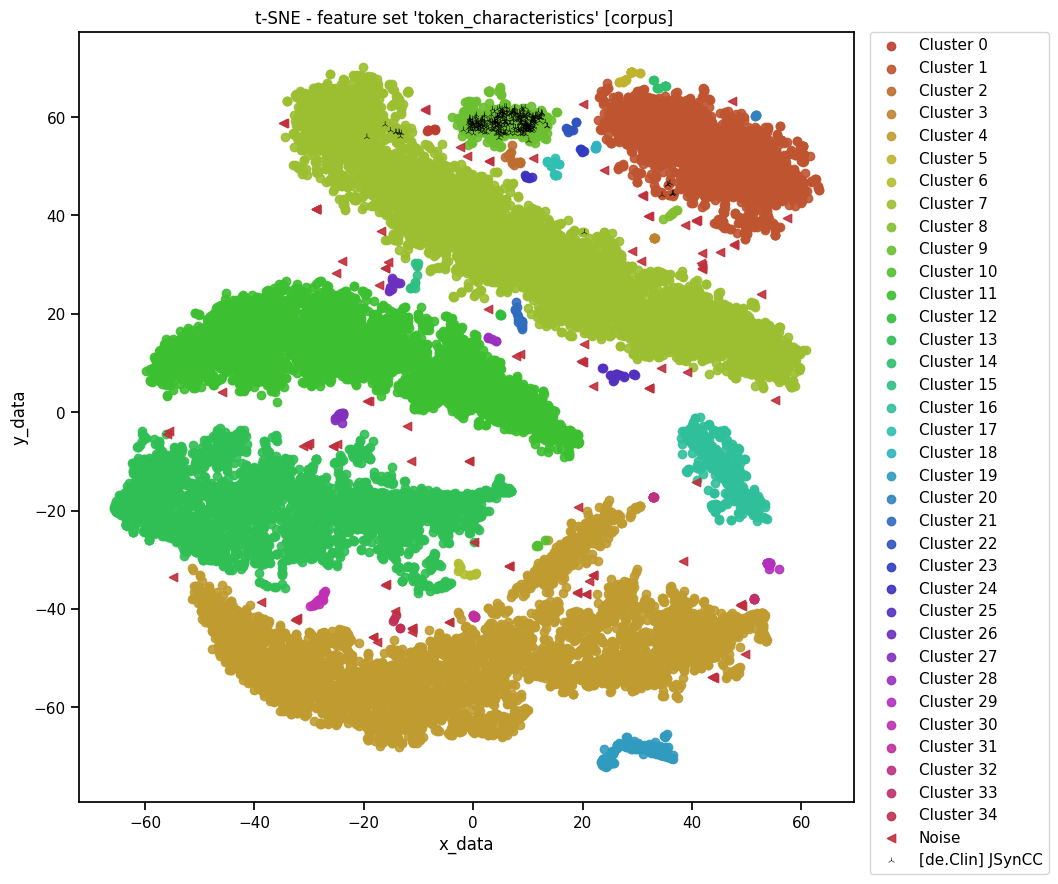 t-SNE - feature set 'token_characteristics' [corpus]
Cluster 0
Cluster 1
Cluster 2
Cluster 3
Cluster 4
Cluster 5
Cluster 6
Cluster 7
Cluster 8
Cluster 9
Cluster 10
Cluster 11
Cluster 12
Cluster 13
Cluster 14
Cluster 15
Cluster 16
Cluster 17
Cluster 18
Cluster 19
Cluster 20
Cluster 21
Cluster 22
Cluster 23
Cluster 24
Cluster 25
Cluster 26
Cluster 27
Cluster 28
Cluster 29
Cluster 30
Cluster 31
Cluster 32
Cluster 33
Cluster 34
Noise
[de.Clin] JSynCC
y_data
60
40
20
0
−20
−40
−60
−60 −40 −20 0 20 40 60
x_data